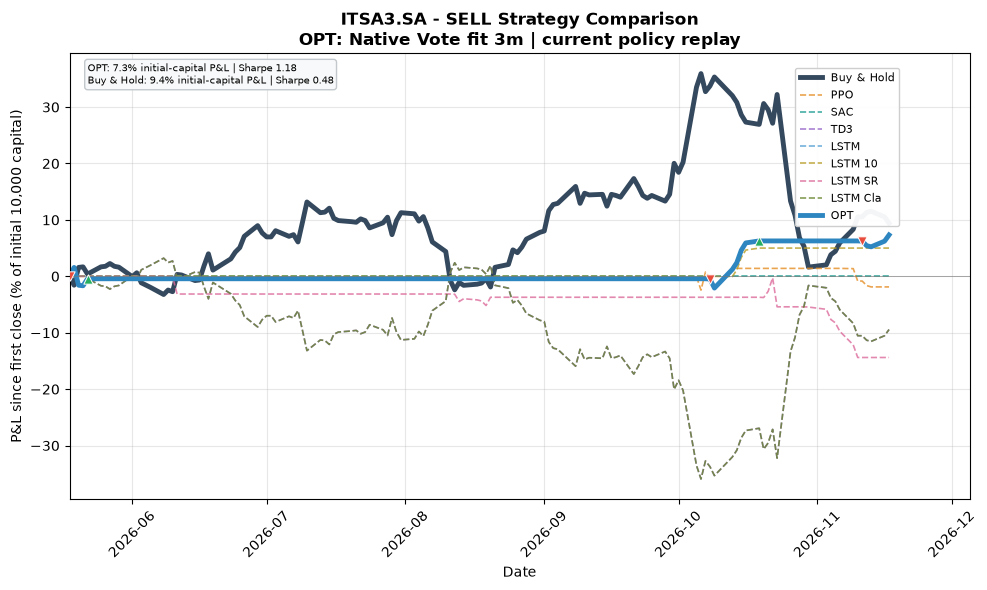 ITSA3.SA - SELL Strategy Comparison
OPT: Native Vote fit 3m | current policy replay
OPT: 7.3% initial-capital P&L | Sharpe 1.18
Buy & Hold: 9.4% initial-capital P&L | Sharpe 0.48
Buy & Hold
PPO
SAC
TD3
LSTM
LSTM 10
LSTM SR
LSTM Cla
OPT
P&L since first close (% of initial 10,000 capital)
30
20
10
0
−10
−20
−30
2026-06
2026-07
2026-08
2026-09
2026-10
2026-11
2026-12
Date